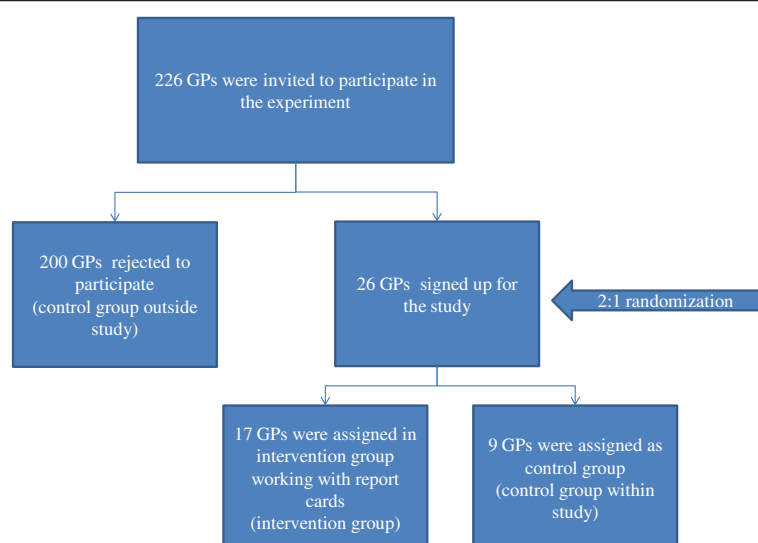 226 GPs were invited to participate in
the experiment
200 GPs rejected to
participate
(control group outside
study)
26 GPs signed up for
the study
2:1 randomization
17 GPs were assigned in
intervention group
working with report
cards
(intervention group)
9 GPs were assigned as
control group
(control group within
study)